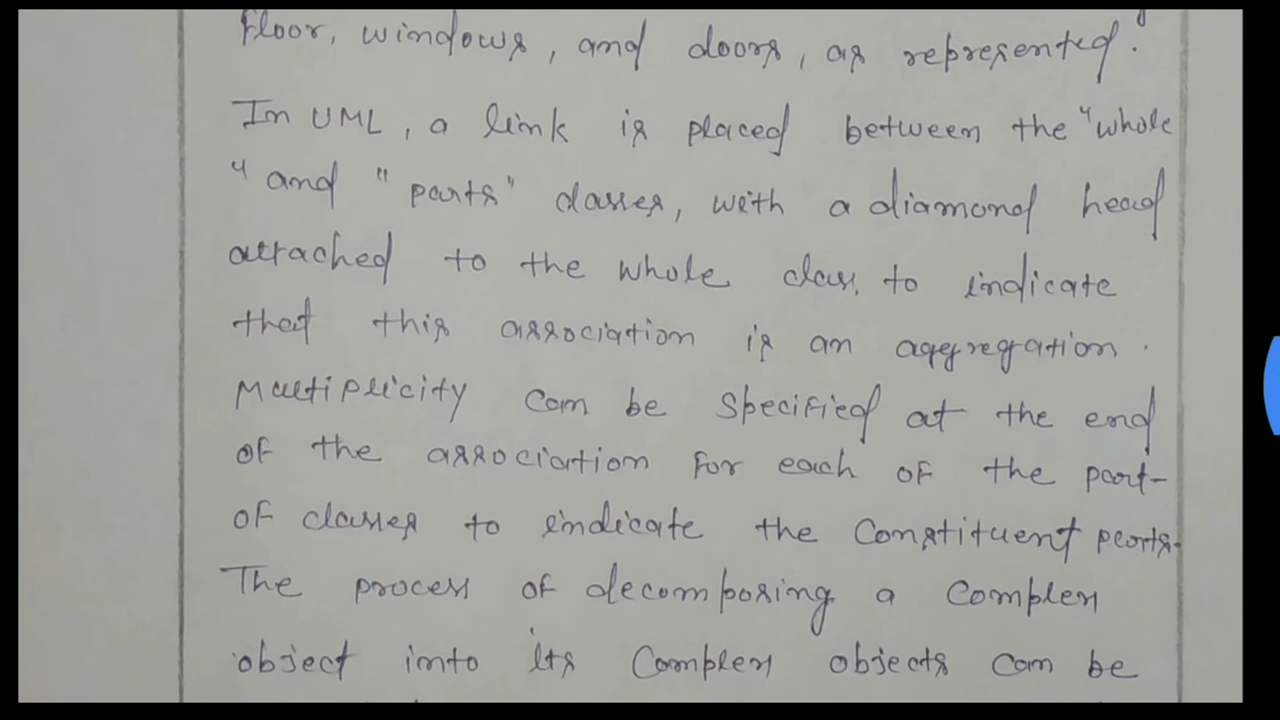 floor, windows, and doors, as represented.
In UML, a link is placed between the "whole
" and " parts" classes, with a diamond head
attached to the whole class. to indicate
that this association is an aggregation.
Multiplicity can be specified at the end
of the association for each of the part-
of classes to indicate the constituent parts.
The process of decomposing a complex
object into its complex objects can be